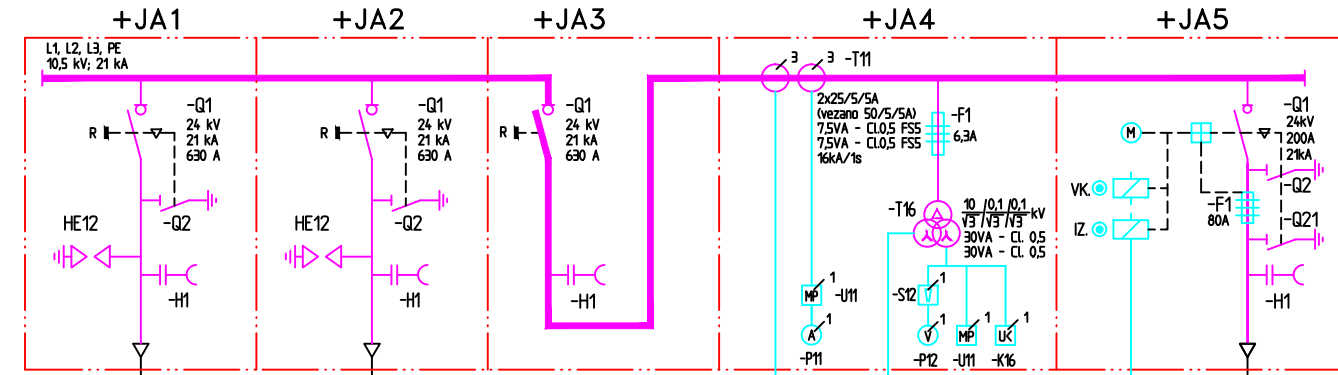 +JA1
+JA2
+JA3
+JA4
+JA5
L1, L2, L3, PE
10,5 kV; 21 kA
-Q1
24 kV
21 kA
630 A
R
-Q2
HE12
-H1
-Q1
24 kV
21 kA
630 A
R
-Q2
HE12
-H1
-Q1
24 kV
21 kA
630 A
R
-H1
3
3
-T11
2x25/5/5A
(vezano 50/5/5A)
7,5VA - Cl.0,5 FS5
7,5VA - Cl.0,5 FS5
16kA/1s
-F1
6,3A
-T16
10 /0,1 /0,1
√3 /√3 /√3 kV
30VA - Cl. 0,5
30VA - Cl. 0,5
MP
1
-U11
A
1
-P11
-S12
V
1
V
1
-P12
MP
1
-U11
UK
1
-K16
-Q1
24kV
200A
21kA
M
VK.
IZ.
-Q2
-F1
80A
-Q21
-H1